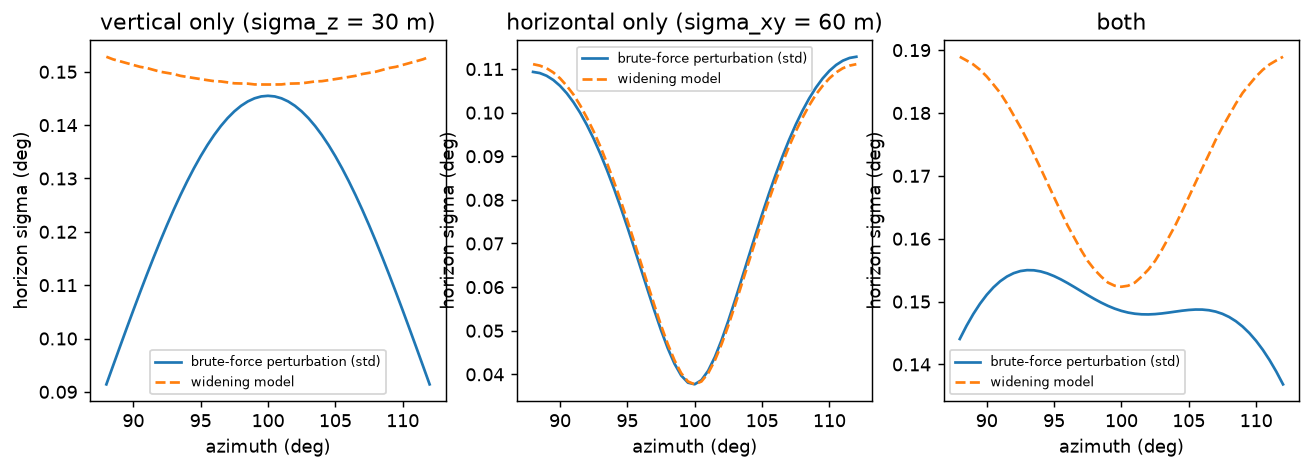 vertical only (sigma_z = 30 m)
horizon sigma (deg)
0.15
0.14
0.13
0.12
0.11
0.10
0.09
brute-force perturbation (std)
widening model
90
95
100
105
110
azimuth (deg)
horizontal only (sigma_xy = 60 m)
horizon sigma (deg)
0.11
0.10
0.09
0.08
0.07
0.06
0.05
0.04
brute-force perturbation (std)
widening model
90
95
100
105
110
azimuth (deg)
both
horizon sigma (deg)
0.19
0.18
0.17
0.16
0.15
0.14
brute-force perturbation (std)
widening model
90
95
100
105
110
azimuth (deg)